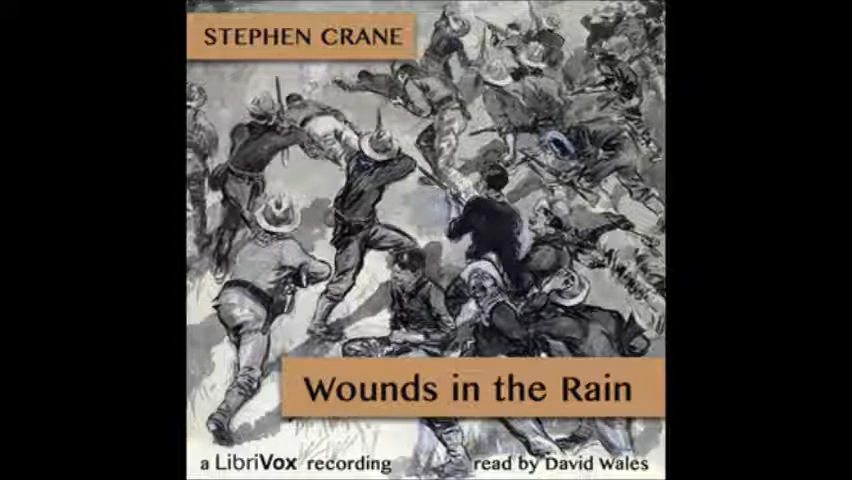 STEPHEN CRANE
Wounds in the Rain
a LibriVox recording
read by David Wales